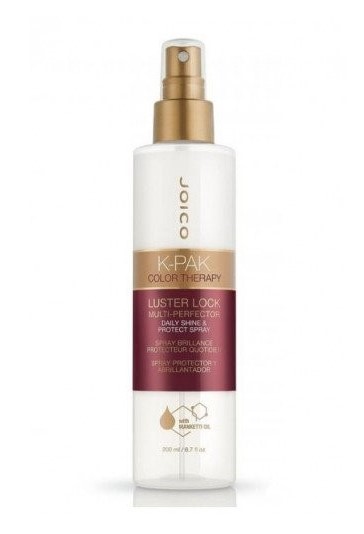 JOICO
K-PAK
COLOR THERAPY
LUSTER LOCK
MULTI-PERFECTOR
DAILY SHINE &
PROTECT SPRAY
SPRAY BRILLANCE
PROTECTEUR QUOTIDIEN
SPRAY PROTECTOR Y
ABRILLANTADOR
WITH
MANKETTI OIL
200 ml / 6.7 fl oz